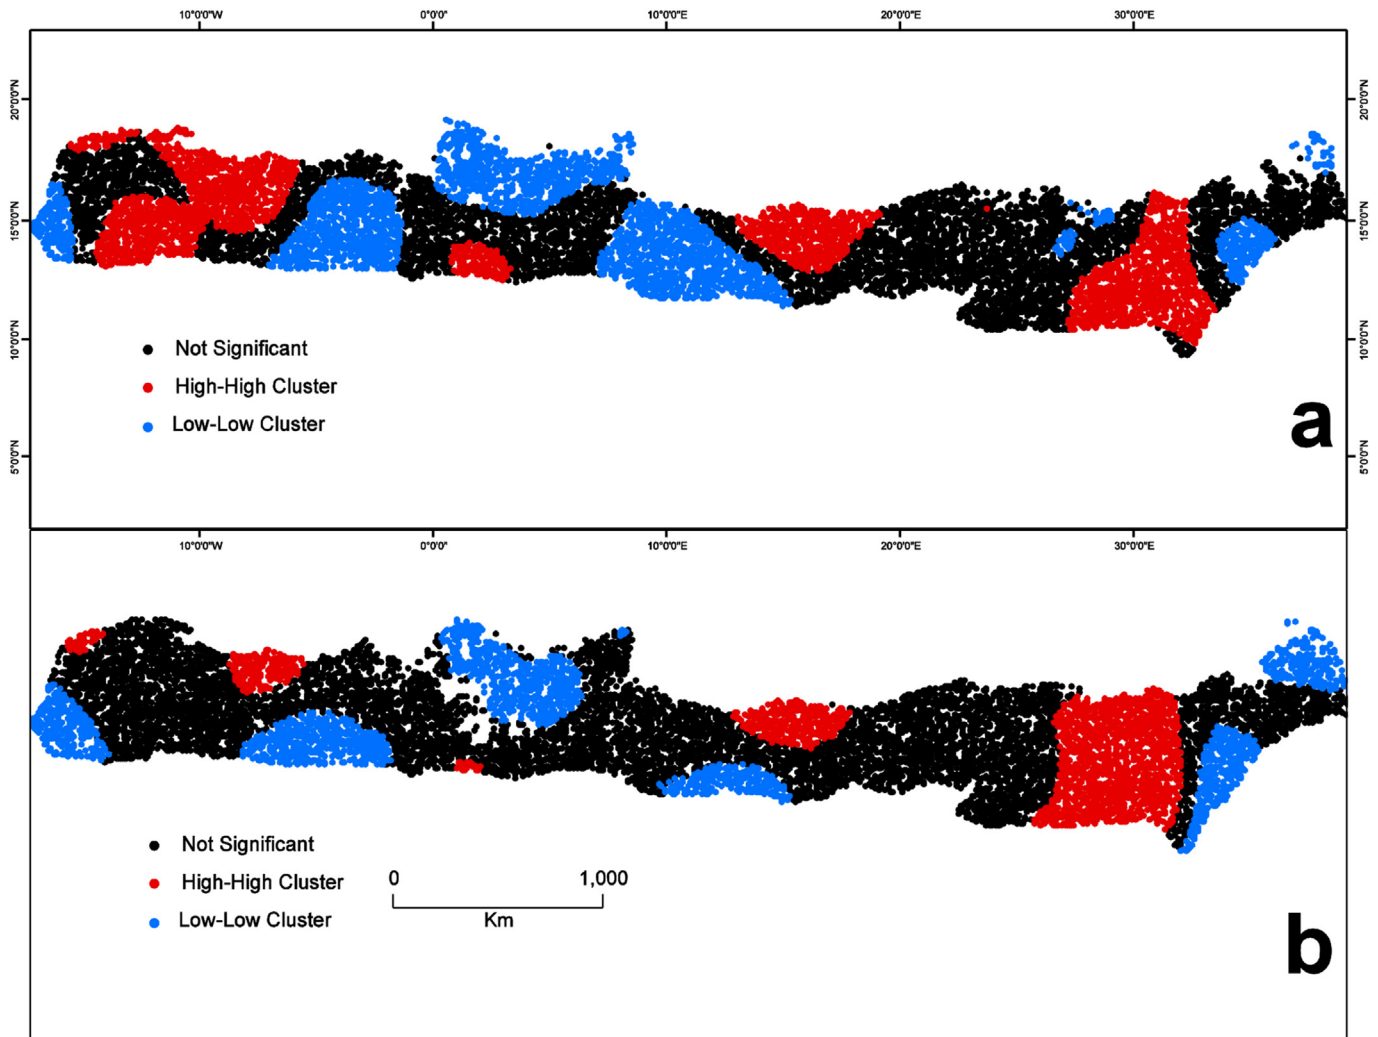 10°0'0"W 0°0'0" 10°0'0"E 20°0'0"E 30°0'0"E
20°0'0"N 20°0'0"N
15°0'0"N 15°0'0"N
10°0'0"N 10°0'0"N
5°0'0"N 5°0'0"N
Not Significant
High-High Cluster
Low-Low Cluster
a
10°0'0"W 0°0'0" 10°0'0"E 20°0'0"E 30°0'0"E
Not Significant
High-High Cluster
Low-Low Cluster
0 1,000
Km
b